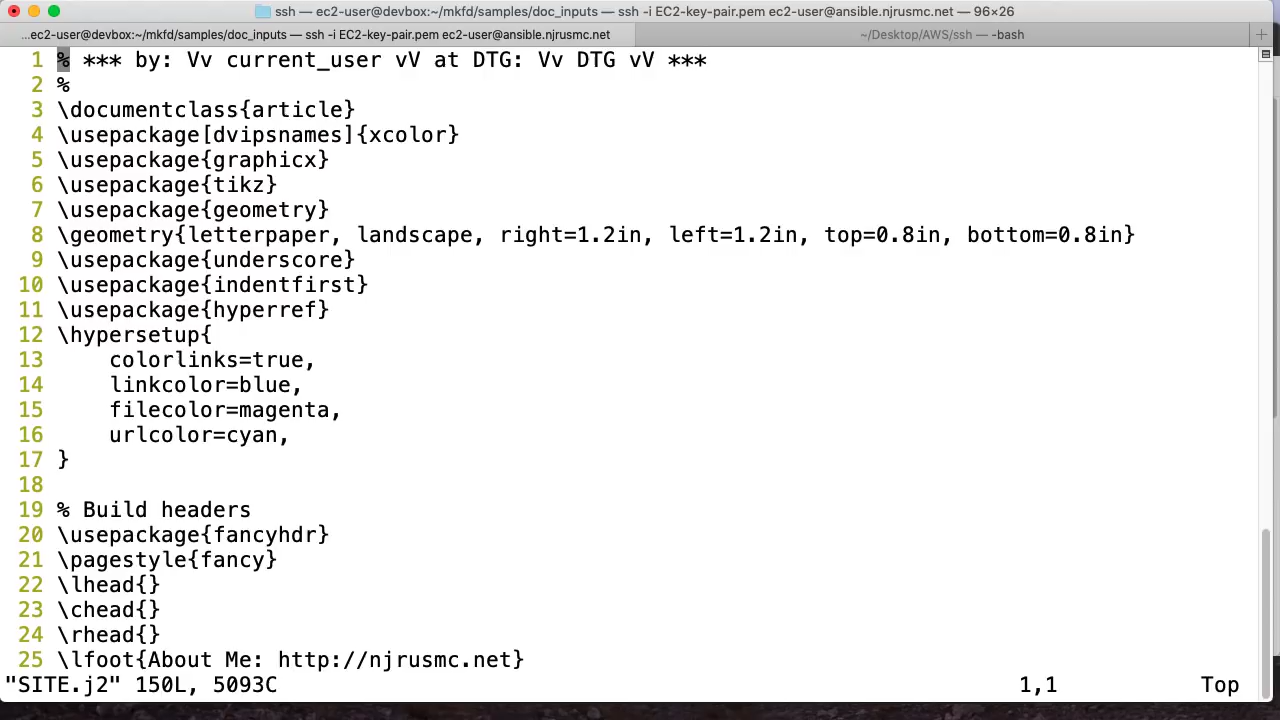 ssh — ec2-user@devbox:~/mkfd/samples/doc_inputs — ssh -i EC2-key-pair.pem ec2-user@ansible.njrusmc.net — 96×26
...ec2-user@devbox:~/mkfd/samples/doc_inputs — ssh -i EC2-key-pair.pem ec2-user@ansible.njrusmc.net
~/Desktop/AWS/ssh — -bash
1 % *** by: Vv current_user vV at DTG: Vv DTG vV ***
2 %
3 \documentclass{article}
4 \usepackage[dvipsnames]{xcolor}
5 \usepackage{graphicx}
6 \usepackage{tikz}
7 \usepackage{geometry}
8 \geometry{letterpaper, landscape, right=1.2in, left=1.2in, top=0.8in, bottom=0.8in}
9 \usepackage{underscore}
10 \usepackage{indentfirst}
11 \usepackage{hyperref}
12 \hypersetup{
13     colorlinks=true,
14     linkcolor=blue,
15     filecolor=magenta,
16     urlcolor=cyan,
17 }
18
19 % Build headers
20 \usepackage{fancyhdr}
21 \pagestyle{fancy}
22 \lhead{}
23 \chead{}
24 \rhead{}
25 \lfoot{About Me: http://njrusmc.net}
"SITE.j2" 150L, 5093C 1,1 Top